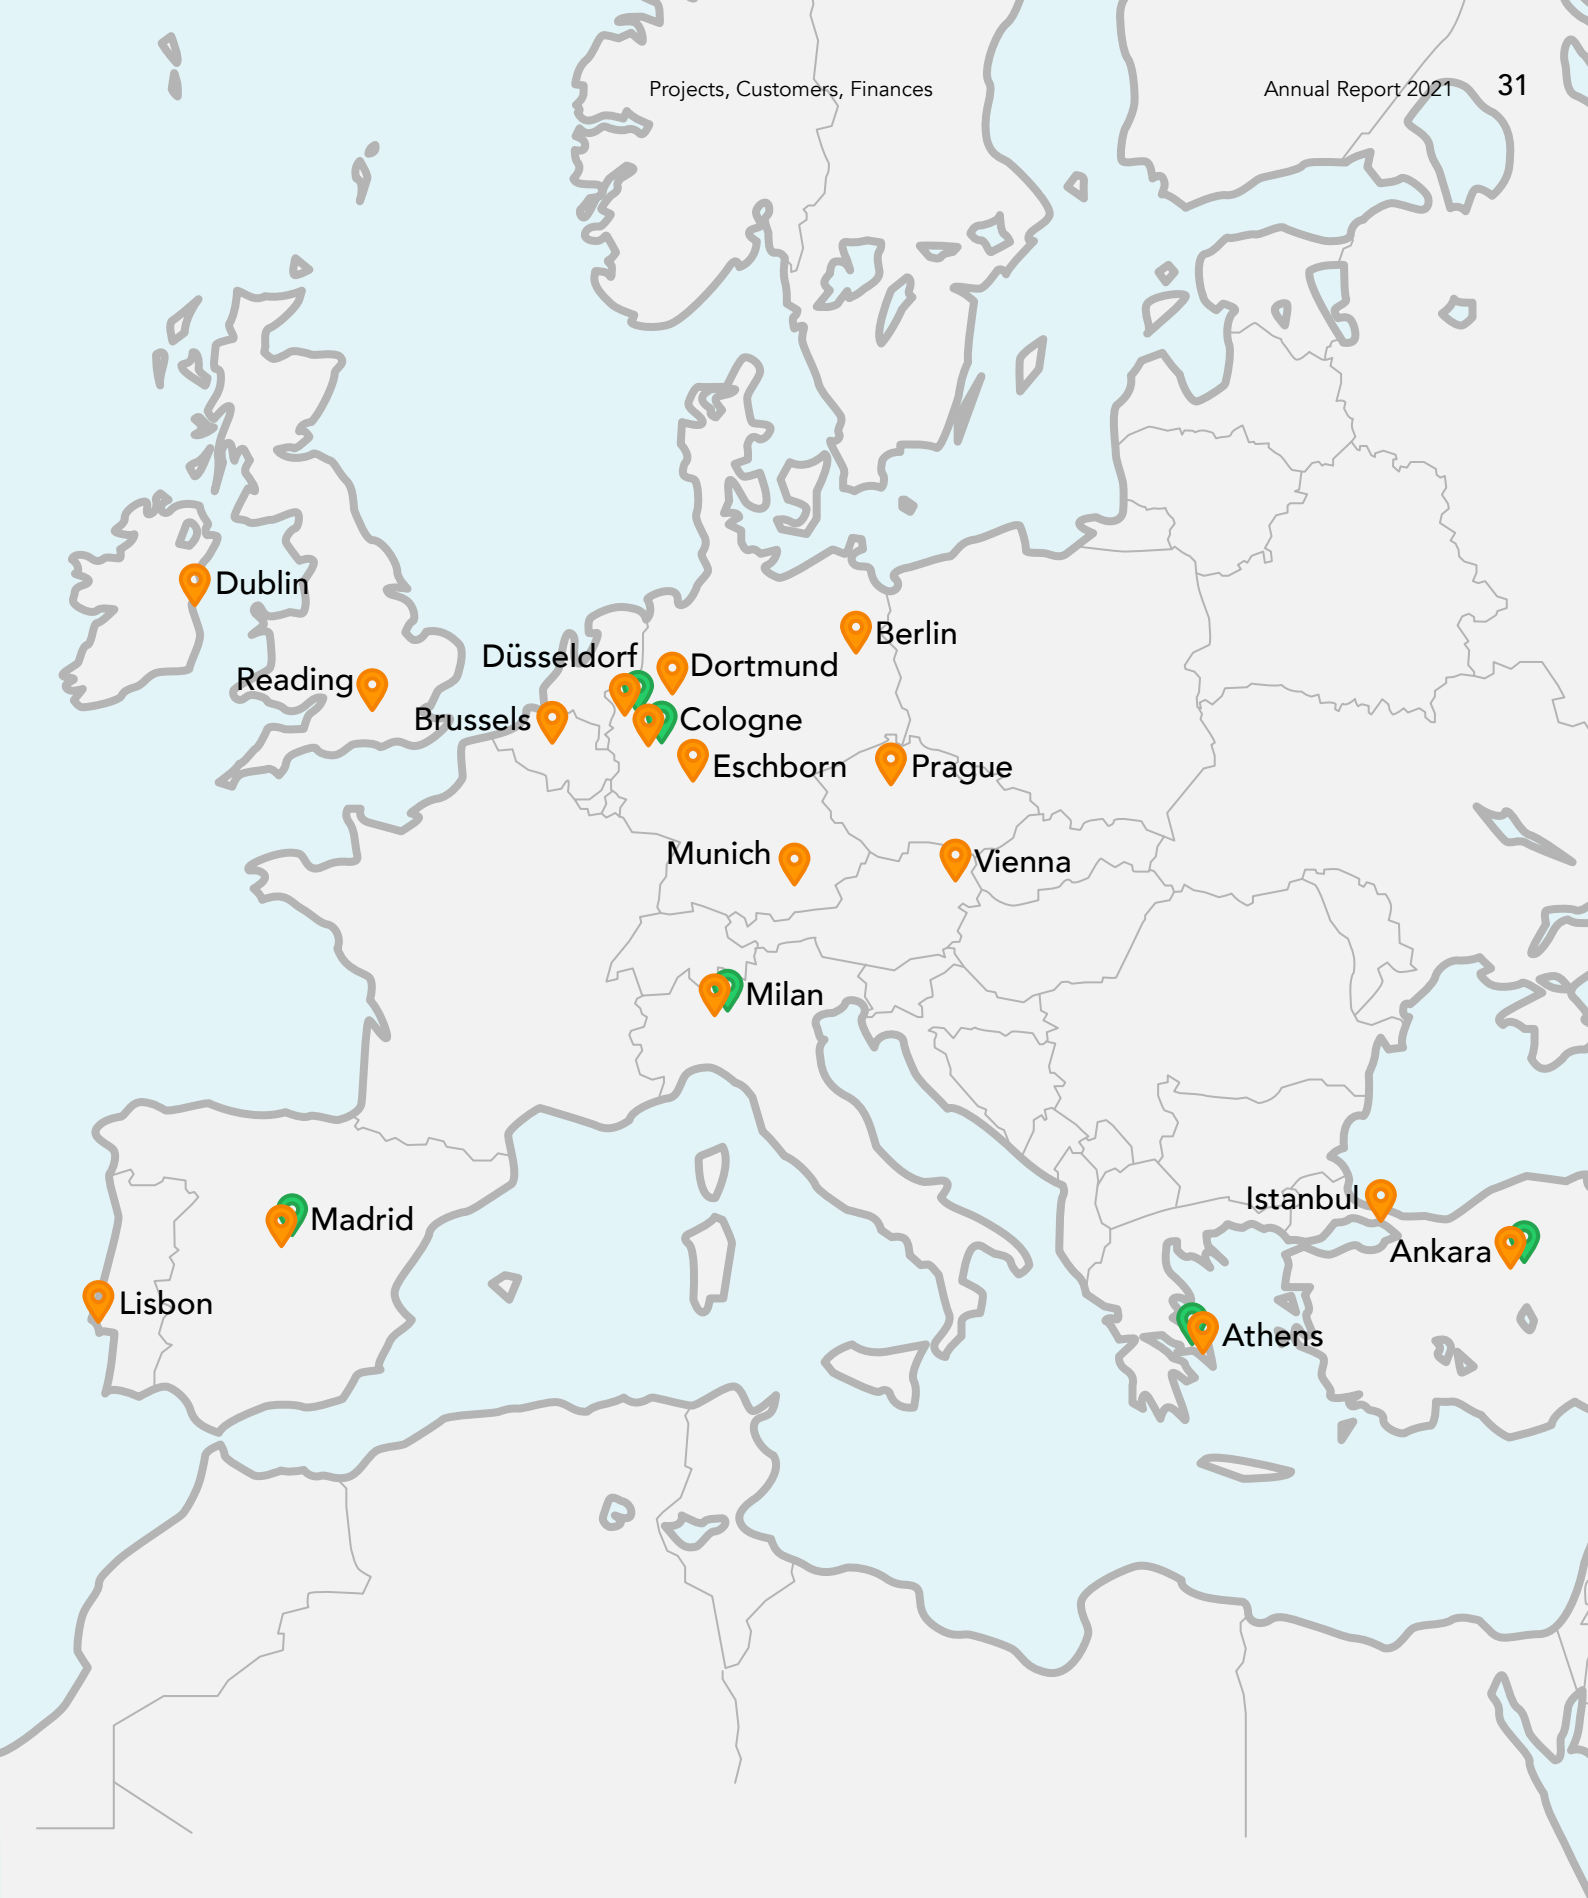 Projects, Customers, Finances
Annual Report 2021 31
Dublin
Berlin
Düsseldorf
Dortmund
Reading
Brussels
Cologne
Eschborn
Prague
Munich
Vienna
Milan
Istanbul
Madrid
Ankara
Lisbon
Athens